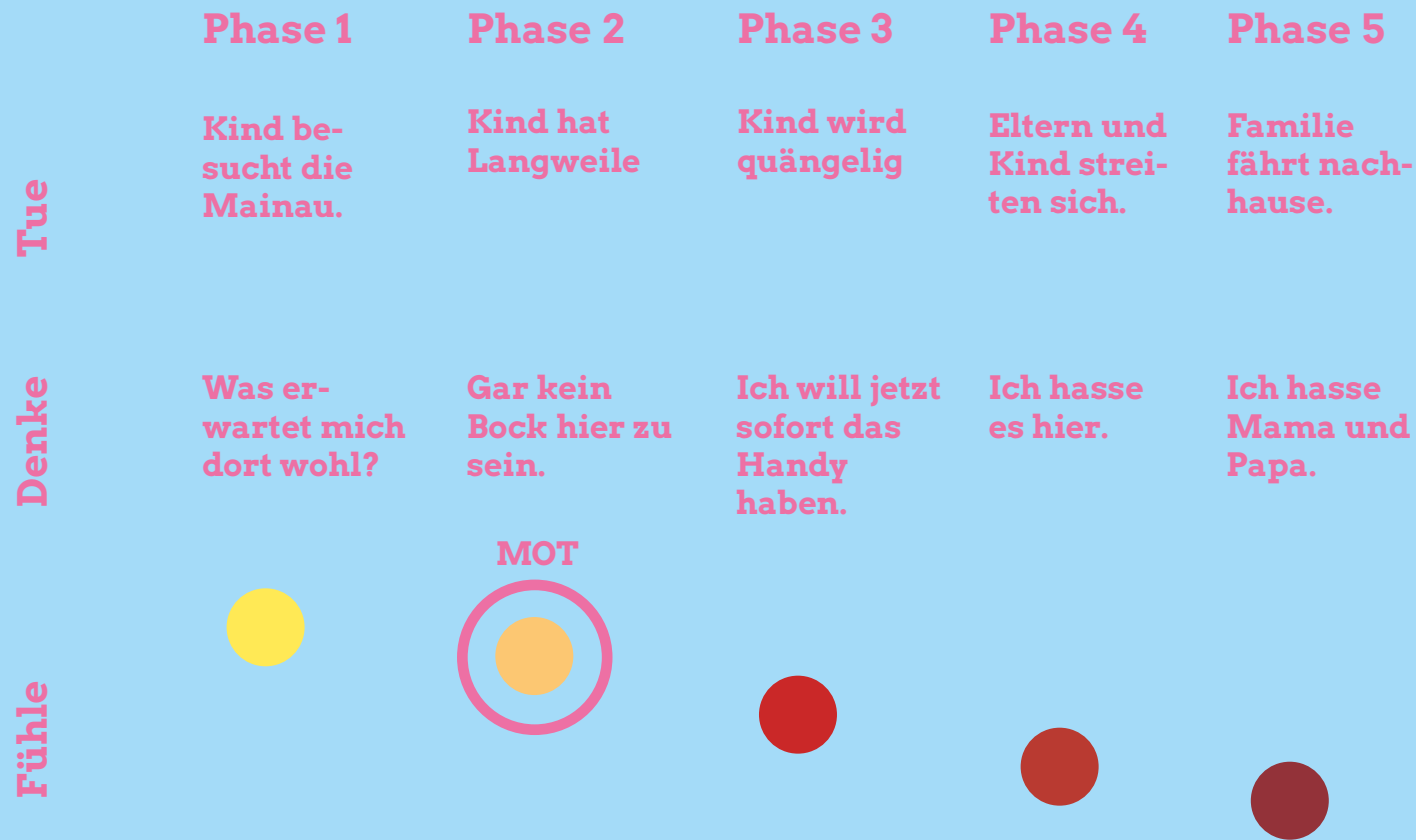 Phase 1
Phase 2
Phase 3
Phase 4
Phase 5
Tue
Kind be-
sucht die
Mainau.
Kind hat
Langweile
Kind wird
quängelig
Eltern und
Kind strei-
ten sich.
Familie
fährt nach-
hause.
Denke
Was er-
wartet mich
dort wohl?
Gar kein
Bock hier zu
sein.
Ich will jetzt
sofort das
Handy
haben.
Ich hasse
es hier.
Ich hasse
Mama und
Papa.
Fühle
MOT